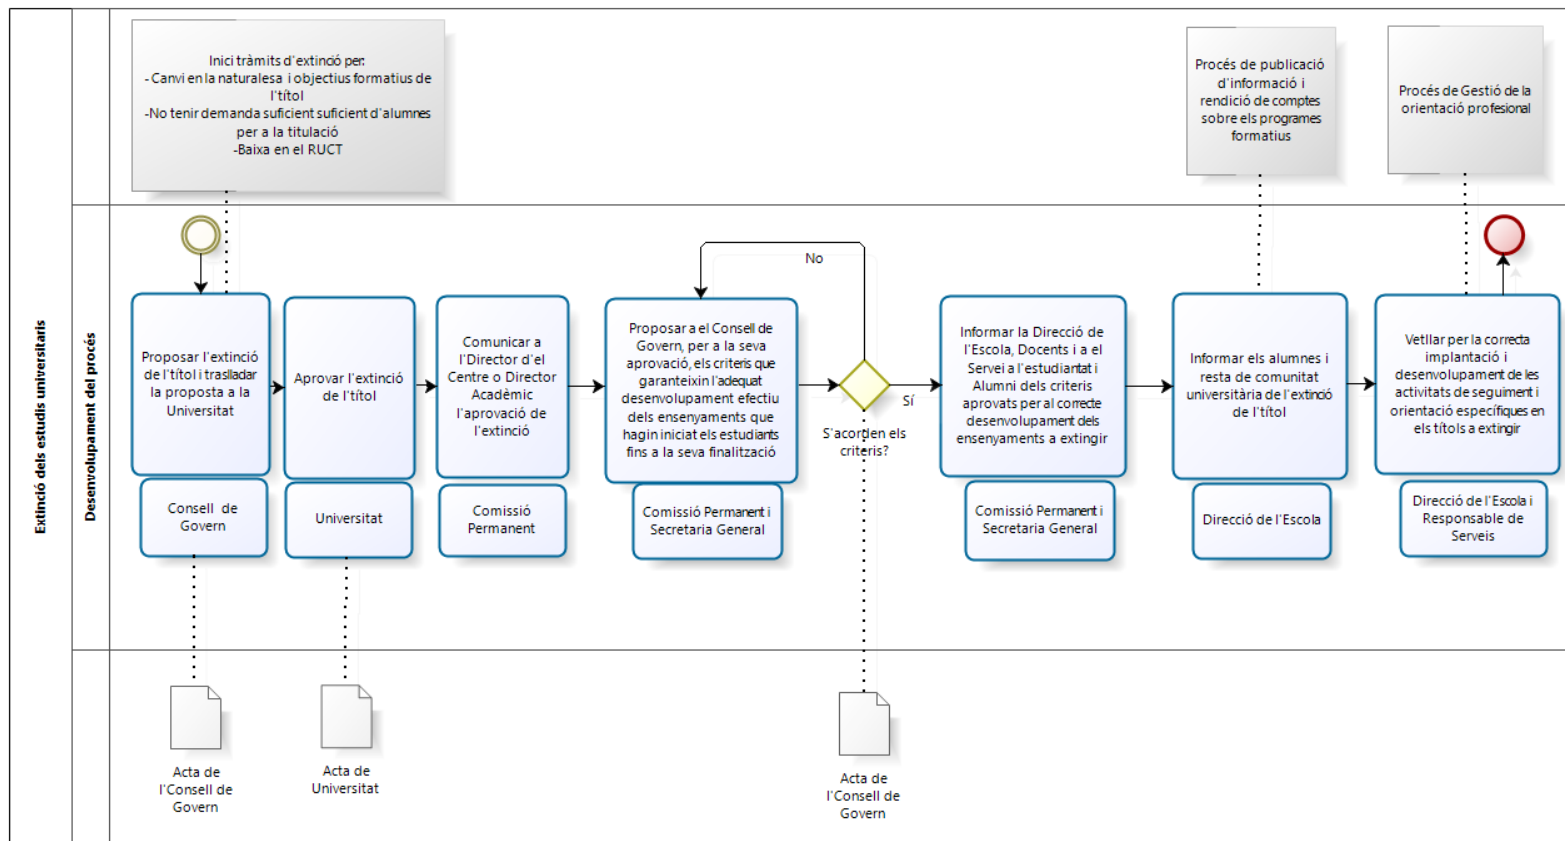 Extinció dels estudis universitaris
Desenvolupament del procés
Inici tràmits d'extinció per:
- Canvi en la naturalesa i objectius formatius de
l'títol
-No tenir demanda suficient suficient d'alumnes
per a la titulació
-Baixa en el RUCT
Procés de publicació
d'informació i
rendició de comptes
sobre els programes
formatius
Procés de Gestió de la
orientació profesional
Proposar l'extinció
de l'títol i traslladar
la proposta a la
Universitat
Consell de
Govern
Aprovar l'extinció
de l'títol
Universitat
Comunicar a
l'Director d'el
Centre o Director
Acadèmic
l'aprovació de
l'extinció
Comissió
Permanent
Proposar a el Consell de
Govern, per a la seva
aprovació, els criteris que
garanteixin l'adequat
desenvolupament efectiu
dels ensenyaments que
hagin iniciat els estudiants
fins a la seva finalització
Comissió Permanent i
Secretaria General
No
Sí
S'acorden els
criteris?
Informar la Direcció de
l'Escola, Docents i a el
Servei a l'estudiantat i
Alumni dels criteris
aprovats per al correcte
desenvolupament dels
ensenyaments a extingir
Comissió Permanent i
Secretaria General
Informar els alumnes i
resta de comunitat
universitària de l'extinció
de l'títol
Direcció de l'Escola
Vetllar per la correcta
implantació i
desenvolupament de les
activitats de seguiment i
orientació específiques en
els títols a extingir
Direcció de l'Escola i
Responsable de
Serveis
Acta de
l'Consell de
Govern
Acta de
Universitat
Acta de
l'Consell de
Govern